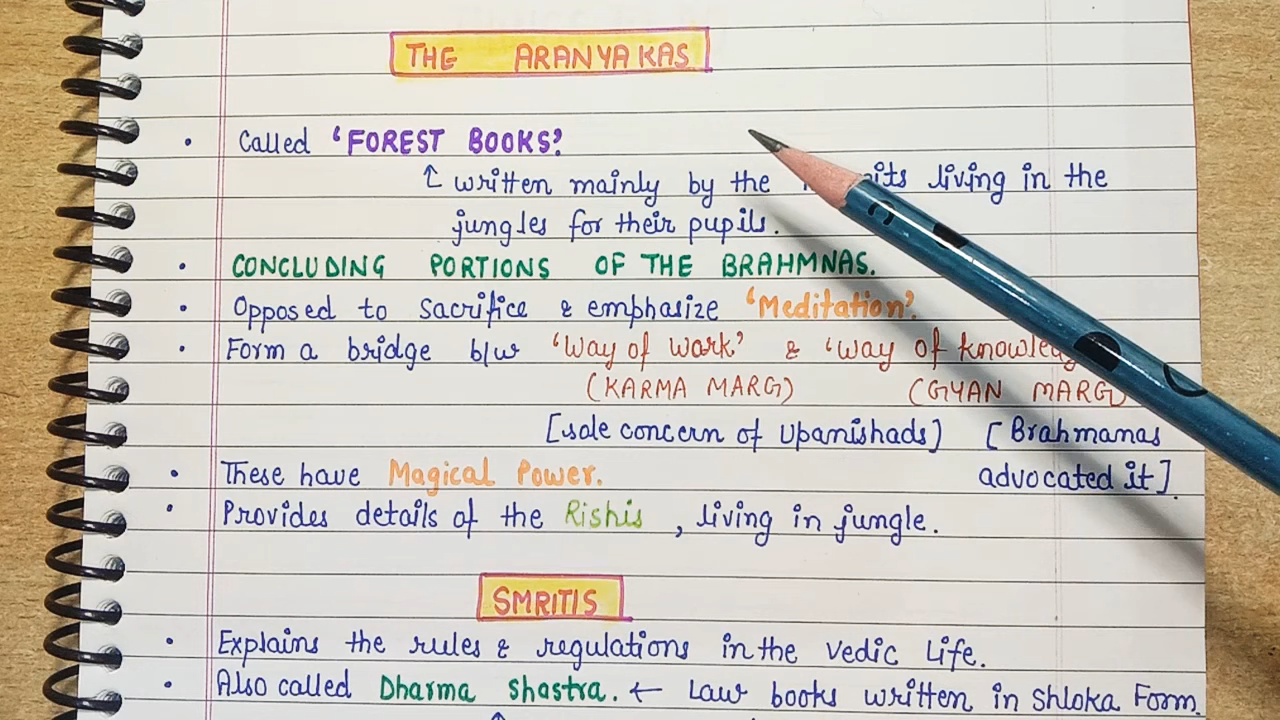 THE ARANYAKAS
• Called 'FOREST BOOKS'.
↑ written mainly by the living in the
jungles for their pupils.
• CONCLUDING PORTIONS OF THE BRAHMNAS.
• Opposed to sacrifice & emphasize 'Meditation'.
• Form a bridge b/w 'Way of work' & 'way of
(KARMA MARG) (GYAN MARG)
[sole concern of Upanishads] [Brahmanas
• These have Magical Power. advocated it].
• Provides details of the Rishis, living in jungle.
SMRITIS
• Explains the rules & regulations in the Vedic Life.
• Also called Dharma Shastra. ← Law books written in Shloka Form.